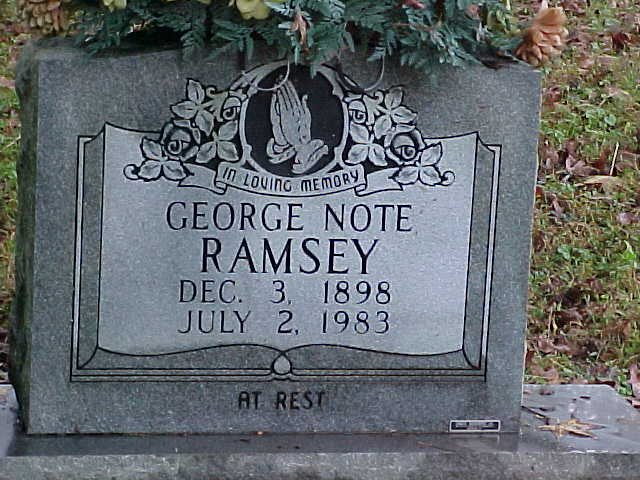 IN LOVING MEMORY
GEORGE NOTE
RAMSEY
DEC. 3, 1898
JULY 2, 1983
AT REST